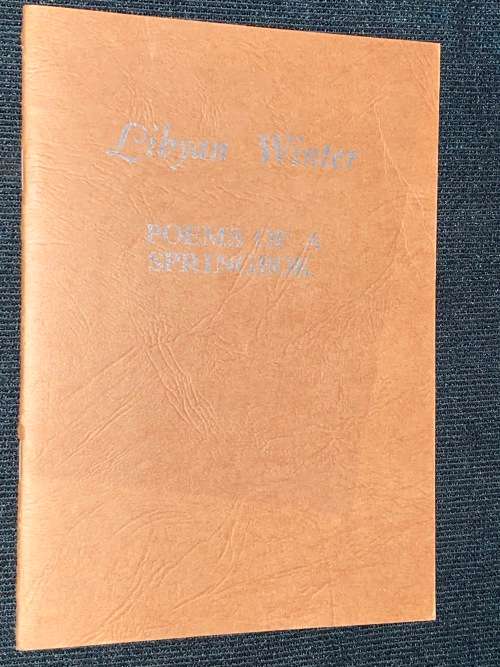 Libyan Winter
POEMS OF A
SPRINGBOK